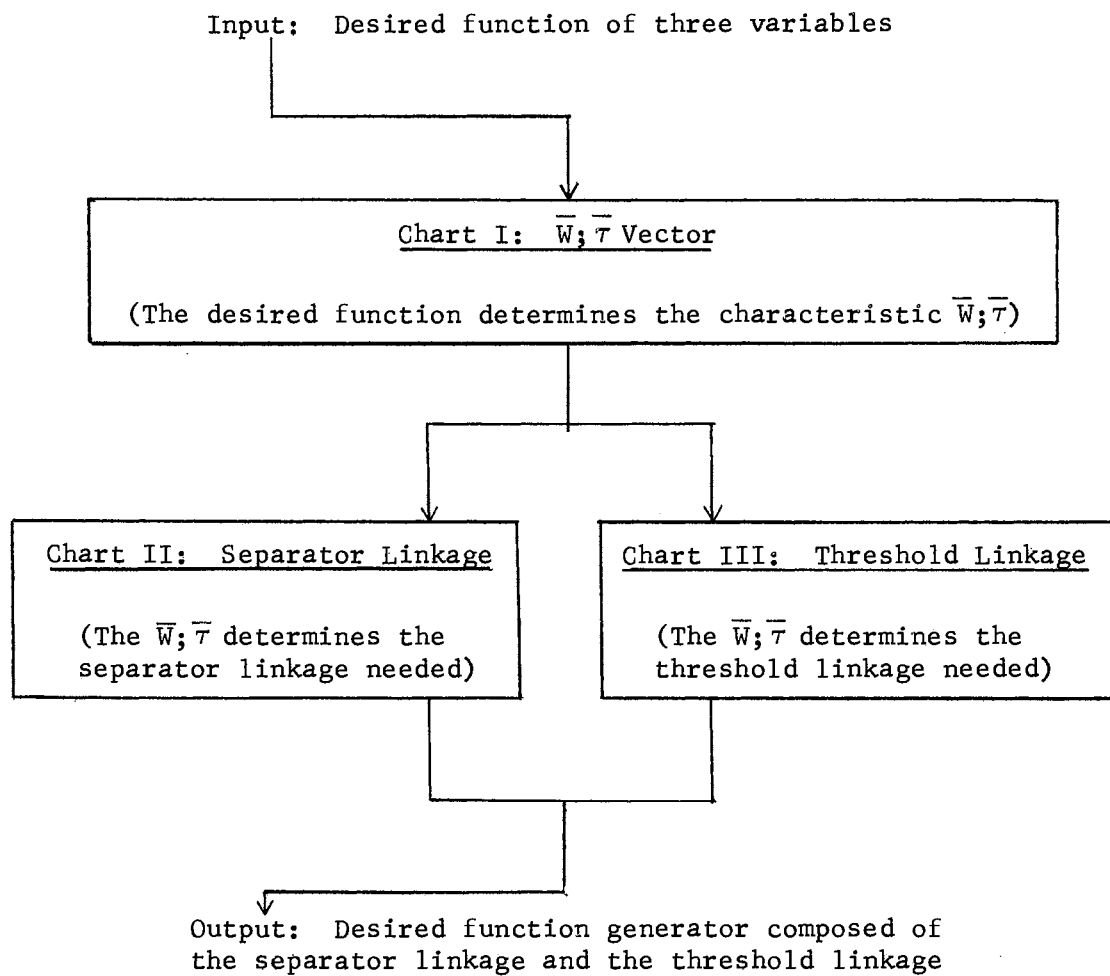 Input: Desired function of three variables
Chart I: W̅; τ̅ Vector
(The desired function determines the characteristic W̅; τ̅)
Chart II: Separator Linkage
(The W̅; τ̅ determines the
separator linkage needed)
Chart III: Threshold Linkage
(The W̅; τ̅ determines the
threshold linkage needed)
Output: Desired function generator composed of
the separator linkage and the threshold linkage